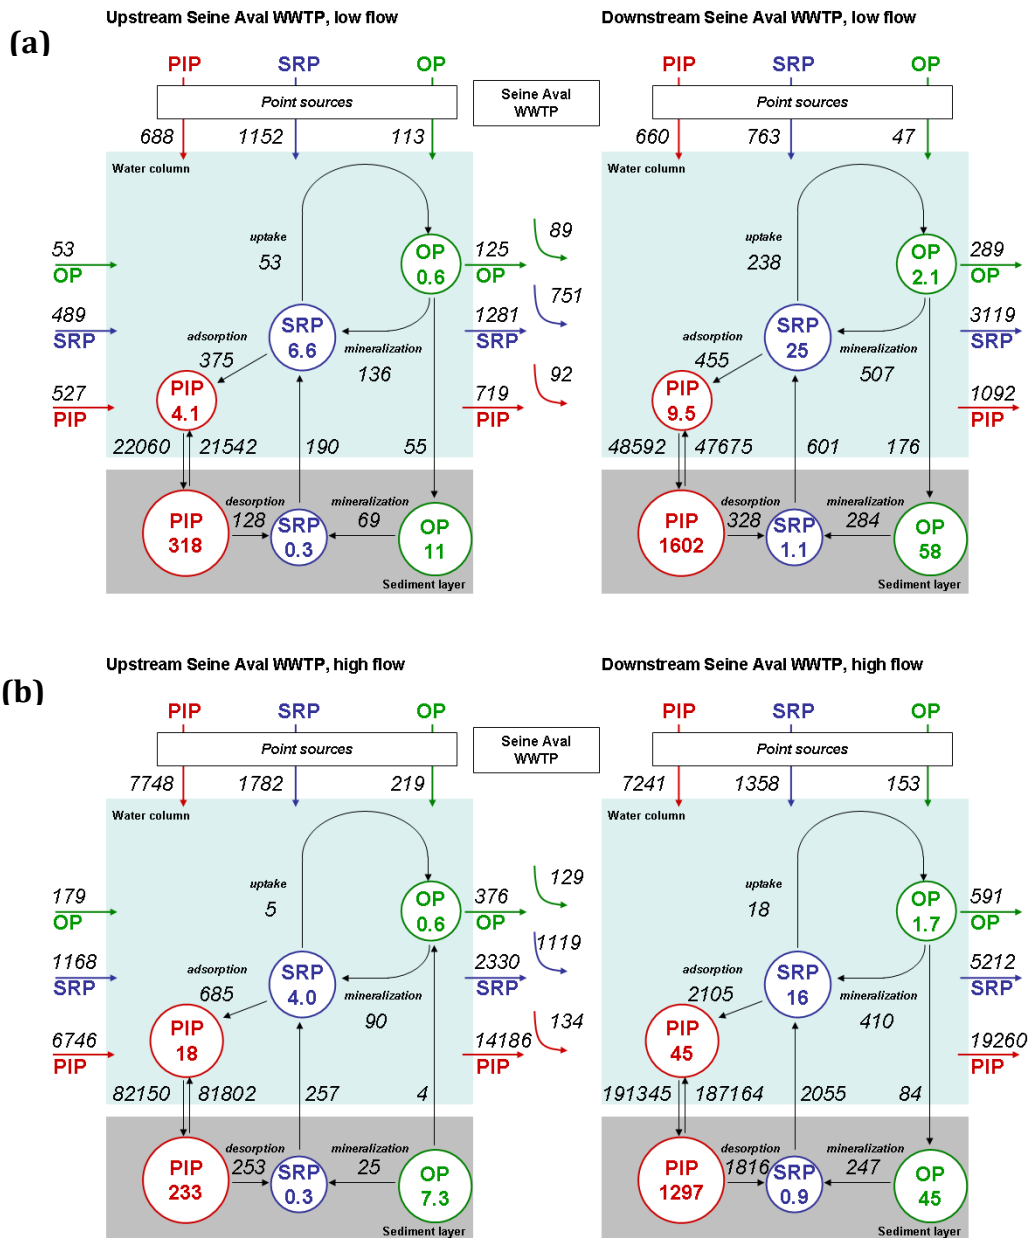 Upstream Seine Aval WWTP, low flow
Downstream Seine Aval WWTP, low flow
(a)
PIP SRP OP
PIP SRP OP
Point sources
Seine Aval
WWTP
Point sources
688 1152 113
660 763 47
Water column
Water column
uptake
53
uptake
238
53
OP
OP
0.6
125
OP
89
OP
2.1
289
OP
489
SRP
adsorption
375
SRP
6.6
mineralization
136
1281
SRP
751
adsorption
455
SRP
25
mineralization
507
3119
SRP
527
PIP
PIP
4.1
719
PIP
92
PIP
9.5
1092
PIP
22060 21542 190 55
48592 47675 601 176
PIP
318
desorption
128
SRP
0.3
mineralization
69
OP
11
Sediment layer
PIP
1602
desorption
328
SRP
1.1
mineralization
284
OP
58
Sediment layer
Upstream Seine Aval WWTP, high flow
Downstream Seine Aval WWTP, high flow
(b)
PIP SRP OP
PIP SRP OP
Point sources
Seine Aval
WWTP
Point sources
7748 1782 219
7241 1358 153
Water column
Water column
uptake
5
uptake
18
179
OP
OP
0.6
376
OP
129
OP
1.7
591
OP
1168
SRP
adsorption
685
SRP
4.0
mineralization
90
2330
SRP
1119
adsorption
2105
SRP
16
mineralization
410
5212
SRP
6746
PIP
PIP
18
14186
PIP
134
PIP
45
19260
PIP
82150 81802 257 4
191345 187164 2055 84
PIP
233
desorption
253
SRP
0.3
mineralization
25
OP
7.3
Sediment layer
PIP
1297
desorption
1816
SRP
0.9
mineralization
247
OP
45
Sediment layer